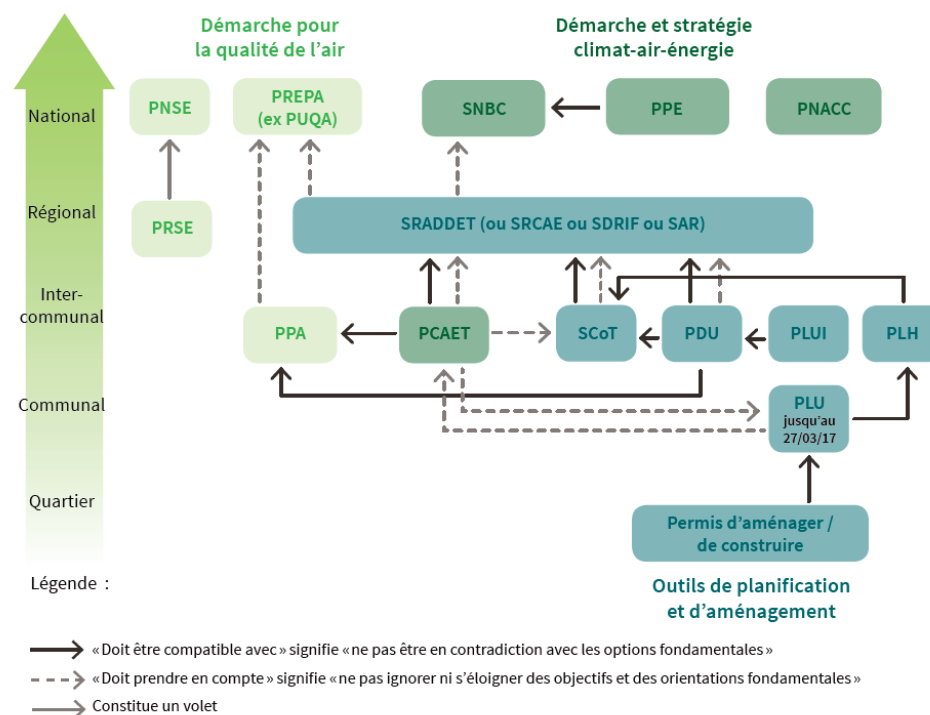 Démarche pour
la qualité de l'air
Démarche et stratégie
climat-air-énergie
National
PNSE
PREPA
(ex PUQA)
SNBC
PPE
PNACC
Régional
PRSE
SRADDET (ou SRCAE ou SDRIF ou SAR)
Inter-
communal
PPA
PCAET
SCoT
PDU
PLUI
PLH
Communal
PLU
jusqu'au
27/03/17
Quartier
Permis d'aménager /
de construire
Légende :
Outils de planification
et d'aménagement
« Doit être compatible avec » signifie « ne pas être en contradiction avec les options fondamentales »
« Doit prendre en compte » signifie « ne pas ignorer ni s'éloigner des objectifs et des orientations fondamentales »
Constitue un volet